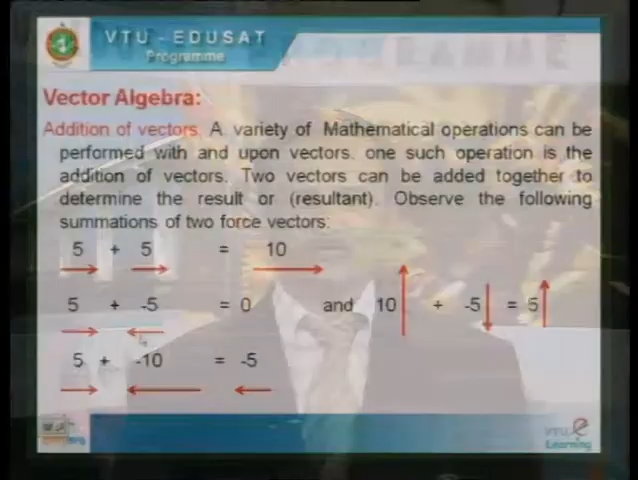 VTU - EDUSAT
Programme
Vector Algebra:
Addition of vectors. A variety of Mathematical operations can be
performed with and upon vectors, one such operation is the
addition of vectors. Two vectors can be added together to
determine the result or (resultant). Observe the following
summations of two force vectors:
5 + 5 = 10
5 + -5 = 0 and 10 + -5 = 5
5 + -10 = -5
VTU e
Learning